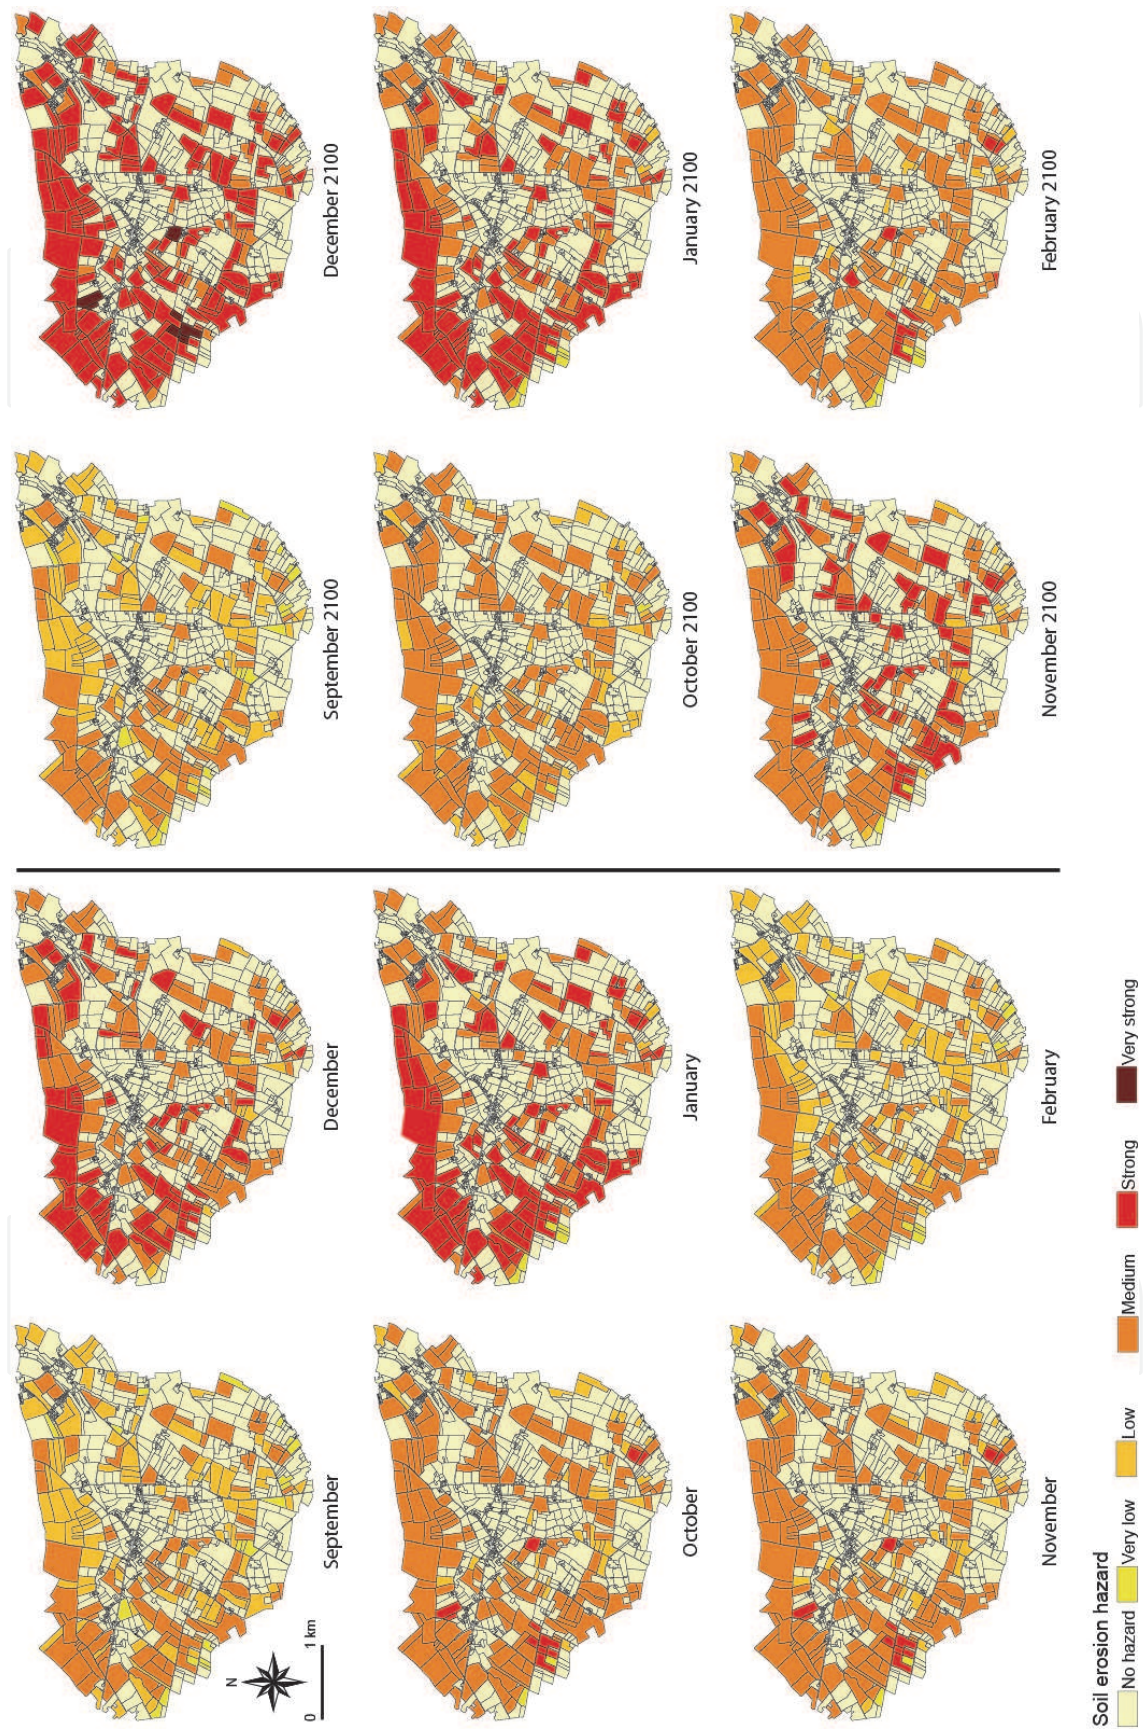 September
December
September 2100
December 2100
N
0 1 km
October
January
October 2100
January 2100
November
February
November 2100
February 2100
Soil erosion hazard
No hazard
Very low
Low
Medium
Strong
Very strong